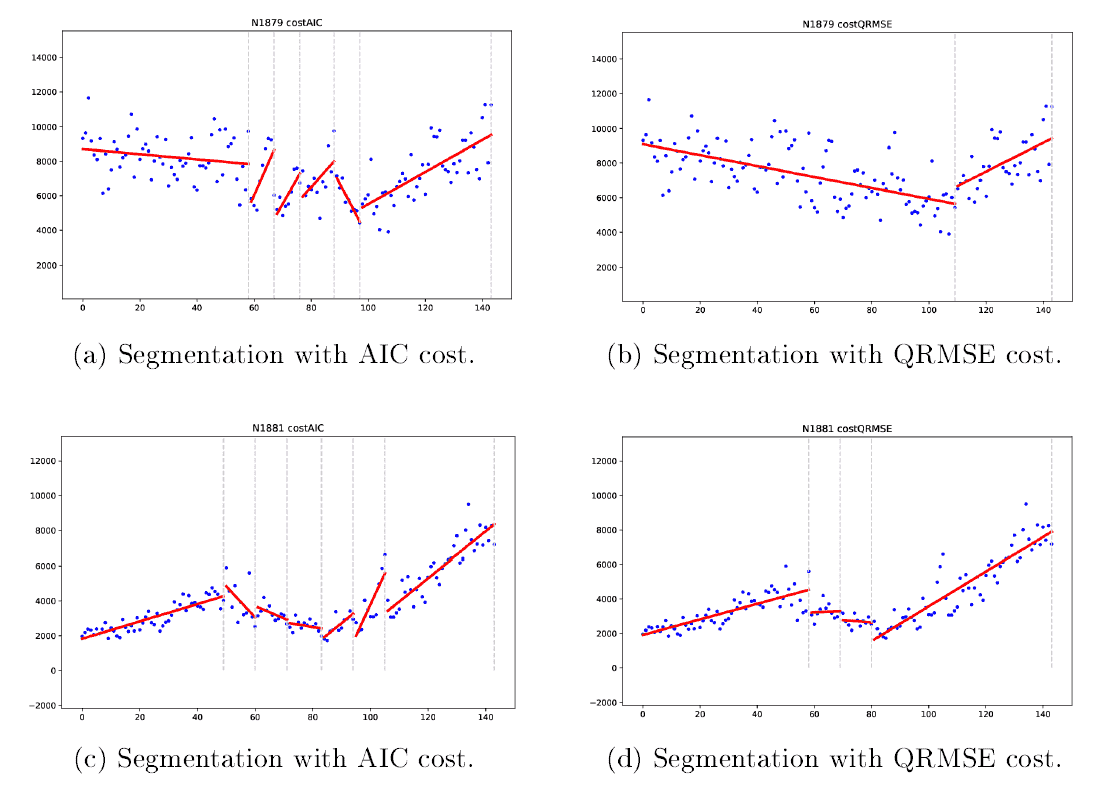 N1879 costAIC
14000
12000
10000
8000
6000
4000
2000
0 20 40 60 80 100 120 140
(a) Segmentation with AIC cost.
N1879 costQRMSE
14000
12000
10000
8000
6000
4000
2000
0 20 40 60 80 100 120 140
(b) Segmentation with QRMSE cost.
N1881 costAIC
12000
10000
8000
6000
4000
2000
0
−2000
0 20 40 60 80 100 120 140
(c) Segmentation with AIC cost.
N1881 costQRMSE
12000
10000
8000
6000
4000
2000
0
−2000
0 20 40 60 80 100 120 140
(d) Segmentation with QRMSE cost.